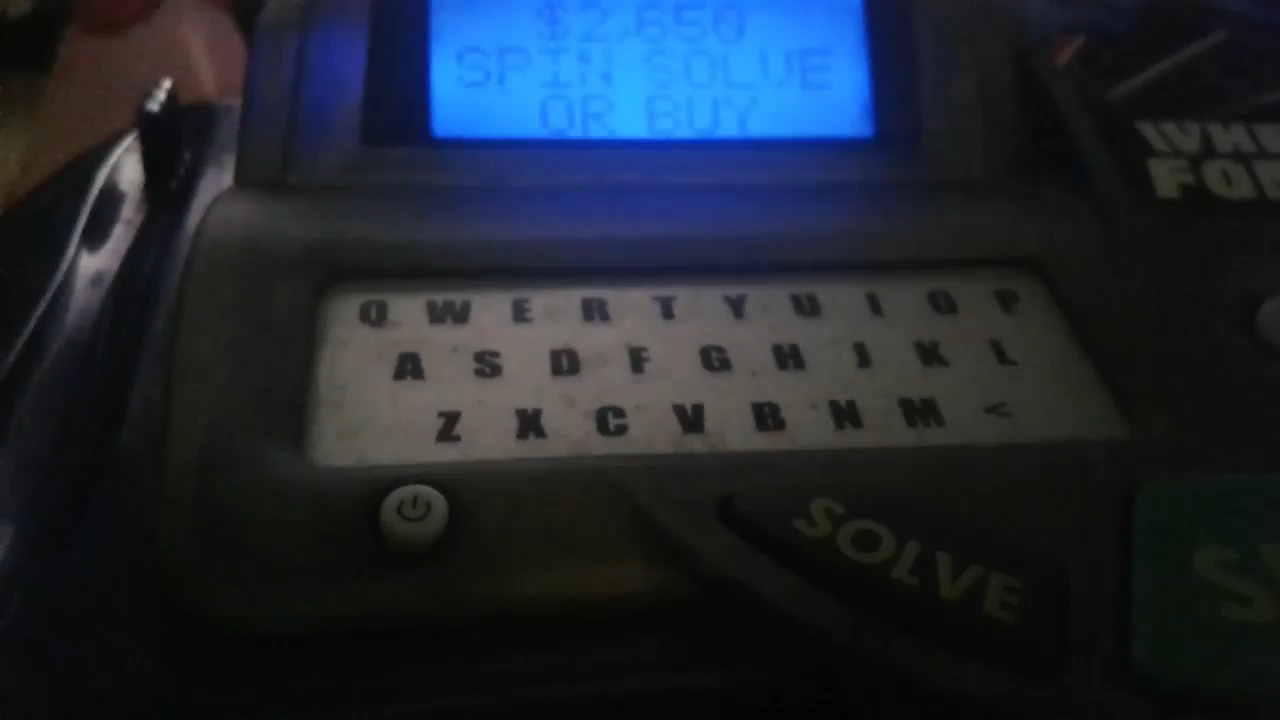 $2,650
SPIN SOLVE
OR BUY
Q W E R T Y U I O P
A S D F G H J K L
Z X C V B N M <
SOLVE